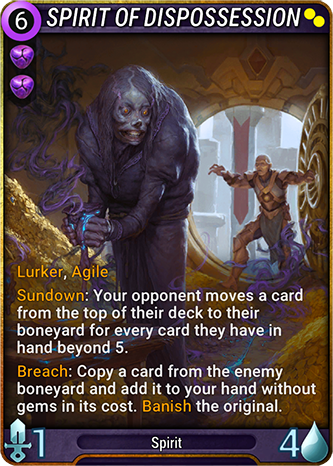 6 SPIRIT OF DISPOSSESSION
Lurker, Agile
Sundown: Your opponent moves a card
from the top of their deck to their
boneyard for every card they have in
hand beyond 5.
Breach: Copy a card from the enemy
boneyard and add it to your hand without
gems in its cost. Banish the original.
1 Spirit 4